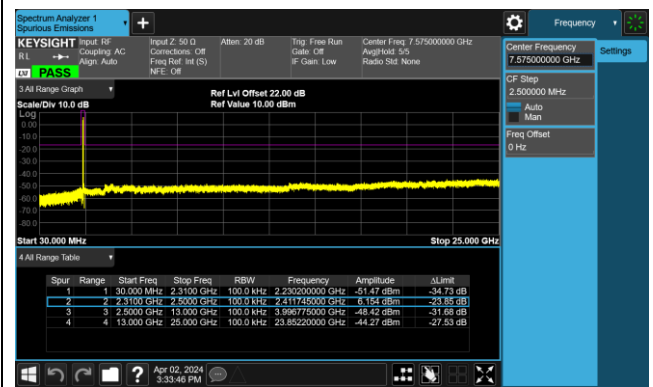 Spectrum Analyzer 1
Spurious Emissions
Frequency
KEYSIGHT
Input: RF
Coupling: AC
Align: Auto
Input Z: 50 Ω
Corrections: Off
Freq Ref: Int (S)
NFE: Off
Atten: 20 dB
Trig: Free Run
Gate: Off
IF Gain: Low
Center Freq: 7.575000000 GHz
Avg|Hold: 5/5
Radio Std: None
RL
LXI
PASS
Center Frequency
7.575000000 GHz
Settings
CF Step
2.500000 MHz
Auto
Man
Freq Offset
0 Hz
3 All Range Graph
Scale/Div 10.0 dB
Ref Lvl Offset 22.00 dB
Ref Value 10.00 dBm
Log
0.00
-10.0
-20.0
-30.0
-40.0
-50.0
-60.0
-70.0
-80.0
Start 30.000 MHz
Stop 25.000 GHz
4 All Range Table
Spur Range Start Freq Stop Freq RBW Frequency Amplitude ΔLimit
1 1 30.000 MHz 2.3100 GHz 100.0 kHz 2.230200000 GHz -51.47 dBm -34.73 dB
2 2 2.3100 GHz 2.5000 GHz 100.0 kHz 2.411745000 GHz 6.154 dBm -23.85 dB
3 3 2.5000 GHz 13.000 GHz 100.0 kHz 3.996775000 GHz -48.42 dBm -31.68 dB
4 4 13.000 GHz 25.000 GHz 100.0 kHz 23.85220000 GHz -44.27 dBm -27.53 dB
?
Apr 02, 2024
3:33:46 PM